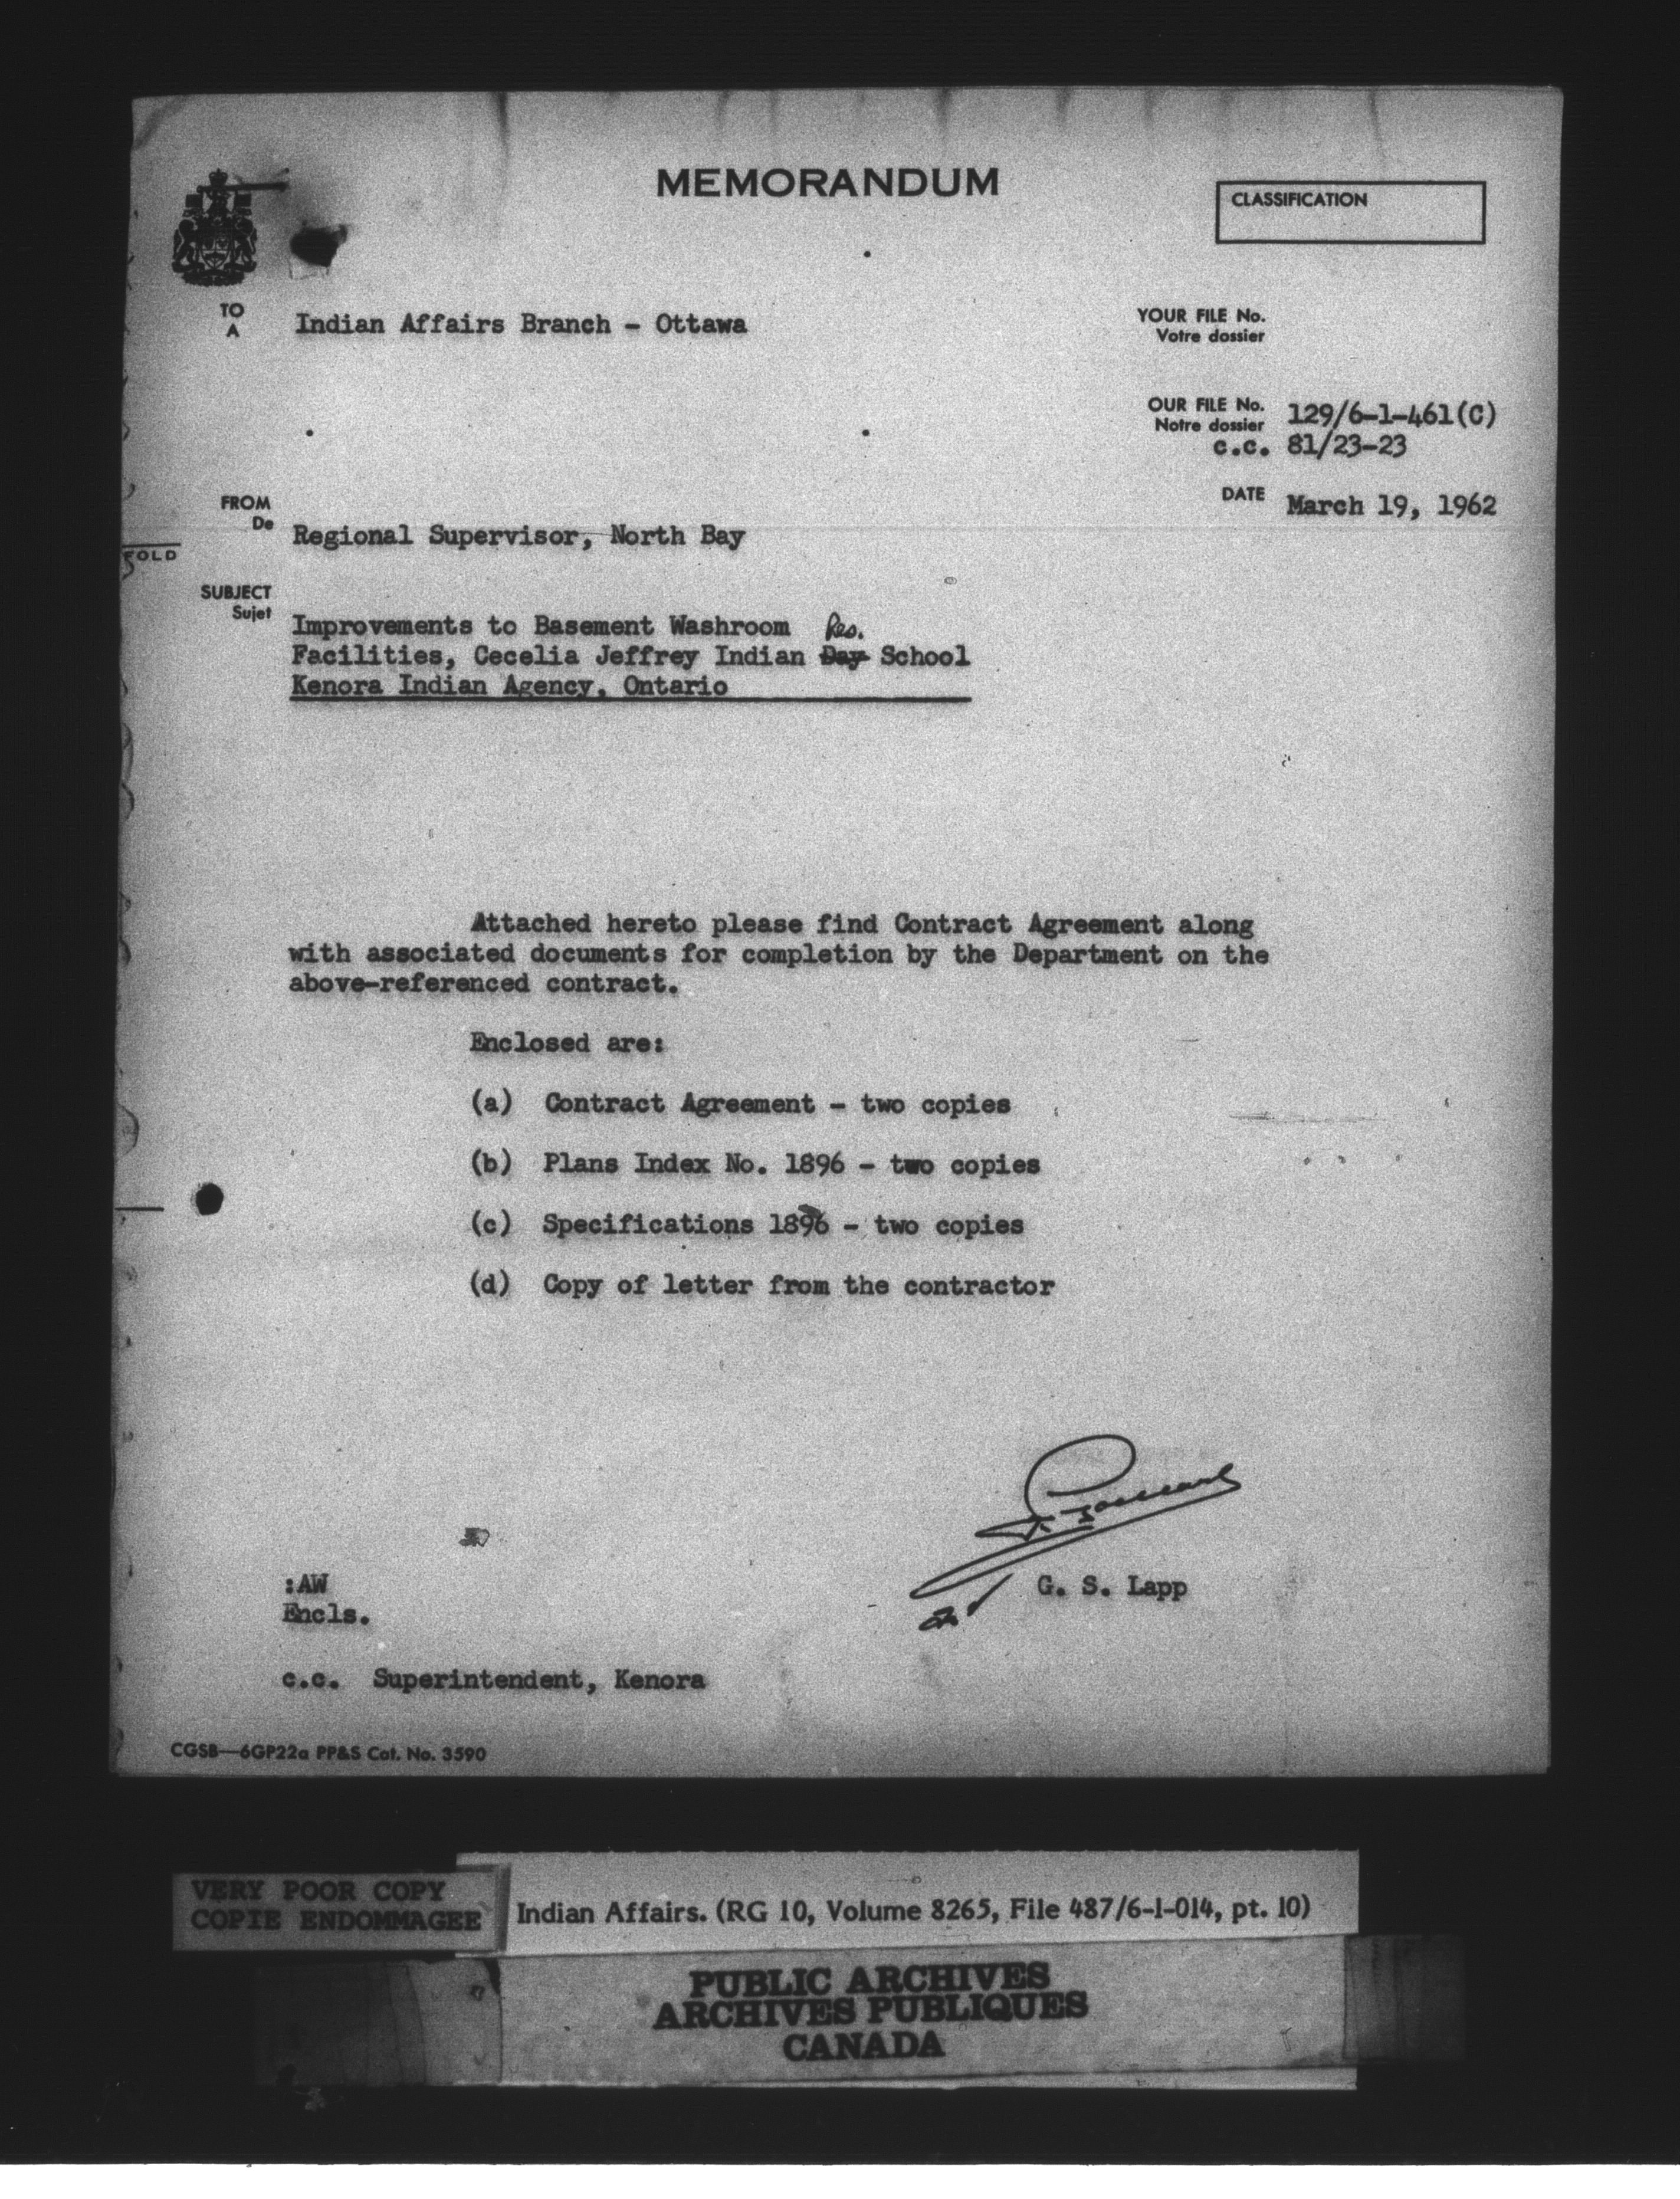 MEMORANDUM
CLASSIFICATION
TO
A
Indian Affairs Branch - Ottawa
YOUR FILE No.
Votre dossier
OUR FILE No.
Notre dossier
129/6-1-461(C)
c.c. 81/23-23
DATE
March 19, 1962
FROM
De
Regional Supervisor, North Bay
FOLD
SUBJECT
Sujet
Improvements to Basement Washroom Res.
Facilities, Cecelia Jeffrey Indian Day School
Kenora Indian Agency, Ontario
Attached hereto please find Contract Agreement along
with associated documents for completion by the Department on the
above-referenced contract.
Enclosed are:
(a) Contract Agreement - two copies
(b) Plans Index No. 1896 - two copies
(c) Specifications 1896 - two copies
(d) Copy of letter from the contractor
G. S. Lapp
:AW
Encls.
c.c. Superintendent, Kenora
CGSB—6GP22a PP&S Cat. No. 3590
VERY POOR COPY
COPIE ENDOMMAGEE
Indian Affairs. (RG 10, Volume 8265, File 487/6-1-014, pt. 10)
PUBLIC ARCHIVES
ARCHIVES PUBLIQUES
CANADA